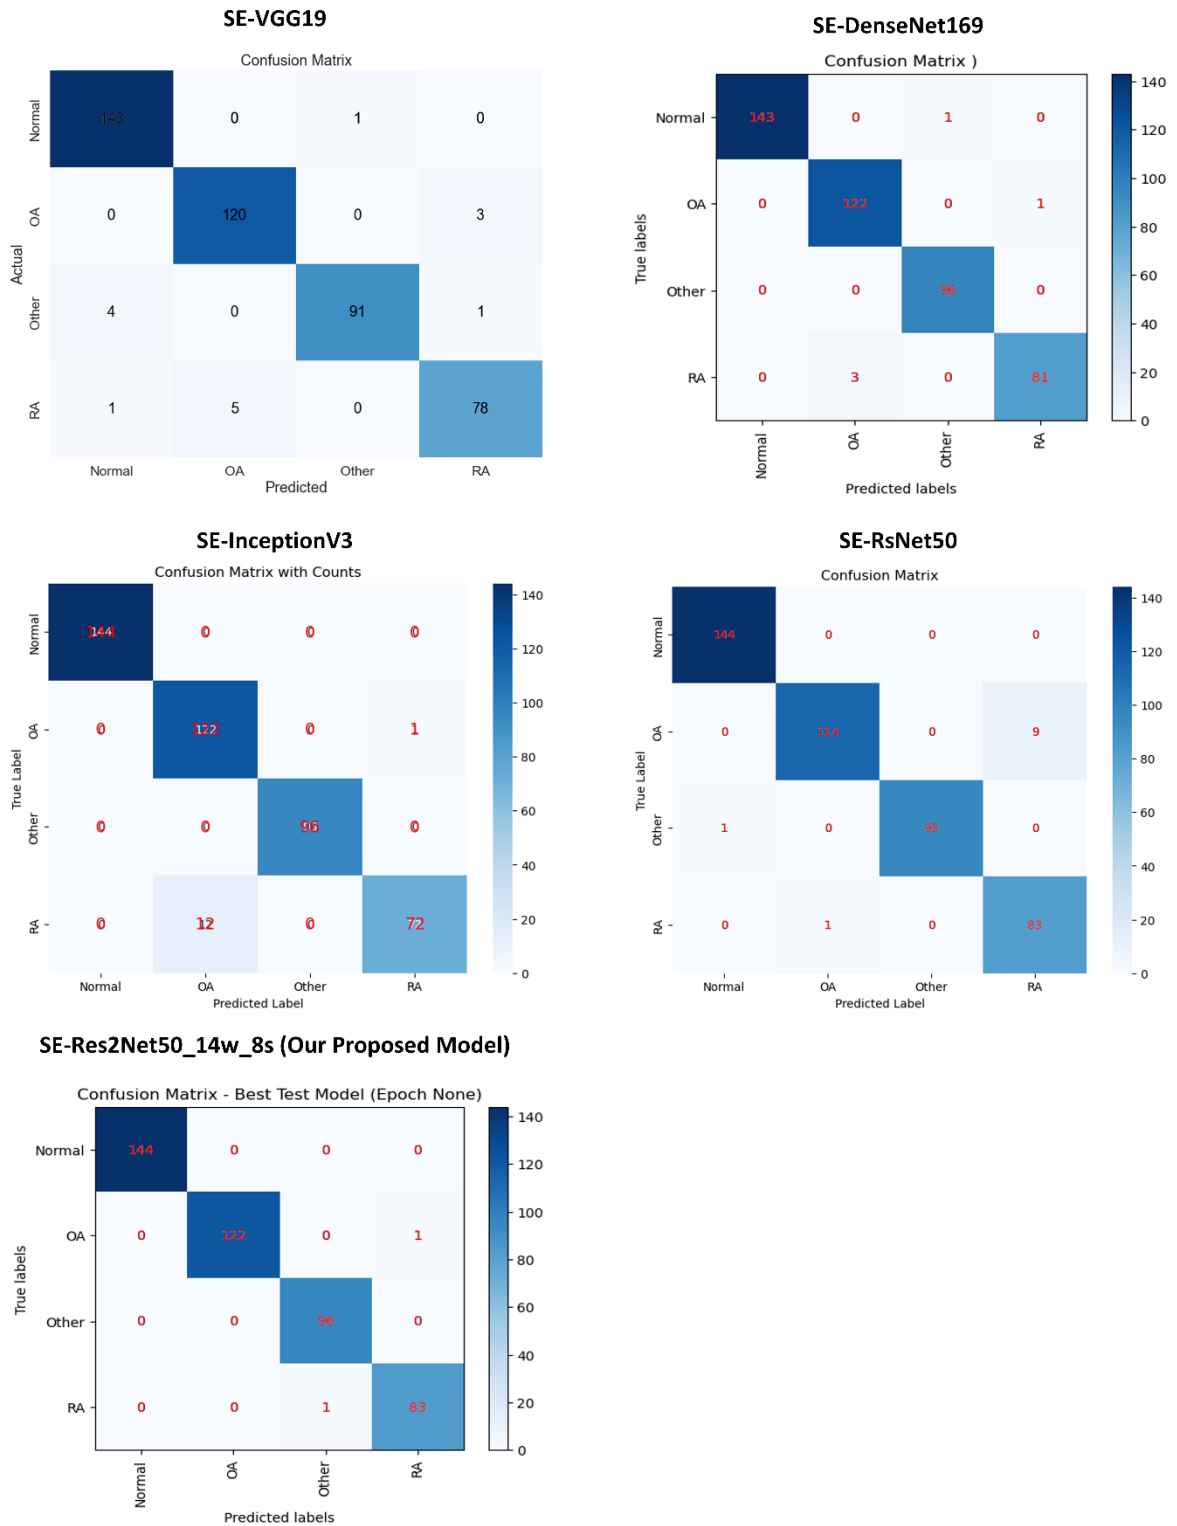 SE-VGG19
Confusion Matrix
Normal 143 0 1 0
OA 0 120 0 3
Other 4 0 91 1
RA 1 5 0 78
Actual
Normal OA Other RA
Predicted
SE-DenseNet169
Confusion Matrix )
Normal 143 0 1 0
OA 0 122 0 1
Other 0 0 96 0
RA 0 3 0 81
True labels
Normal OA Other RA
Predicted labels
140
120
100
80
60
40
20
0
SE-InceptionV3
Confusion Matrix with Counts
Normal 144 0 0 0
OA 0 122 0 1
Other 0 0 96 0
RA 0 12 0 72
True Label
Normal OA Other RA
Predicted Label
140
120
100
80
60
40
20
0
SE-RsNet50
Confusion Matrix
Normal 144 0 0 0
OA 0 114 0 9
Other 1 0 95 0
RA 0 1 0 83
True Label
Normal OA Other RA
Predicted Label
140
120
100
80
60
40
20
0
SE-Res2Net50_14w_8s (Our Proposed Model)
Confusion Matrix - Best Test Model (Epoch None)
Normal 144 0 0 0
OA 0 122 0 1
Other 0 0 96 0
RA 0 0 1 83
True labels
Normal OA Other RA
Predicted labels
140
120
100
80
60
40
20
0